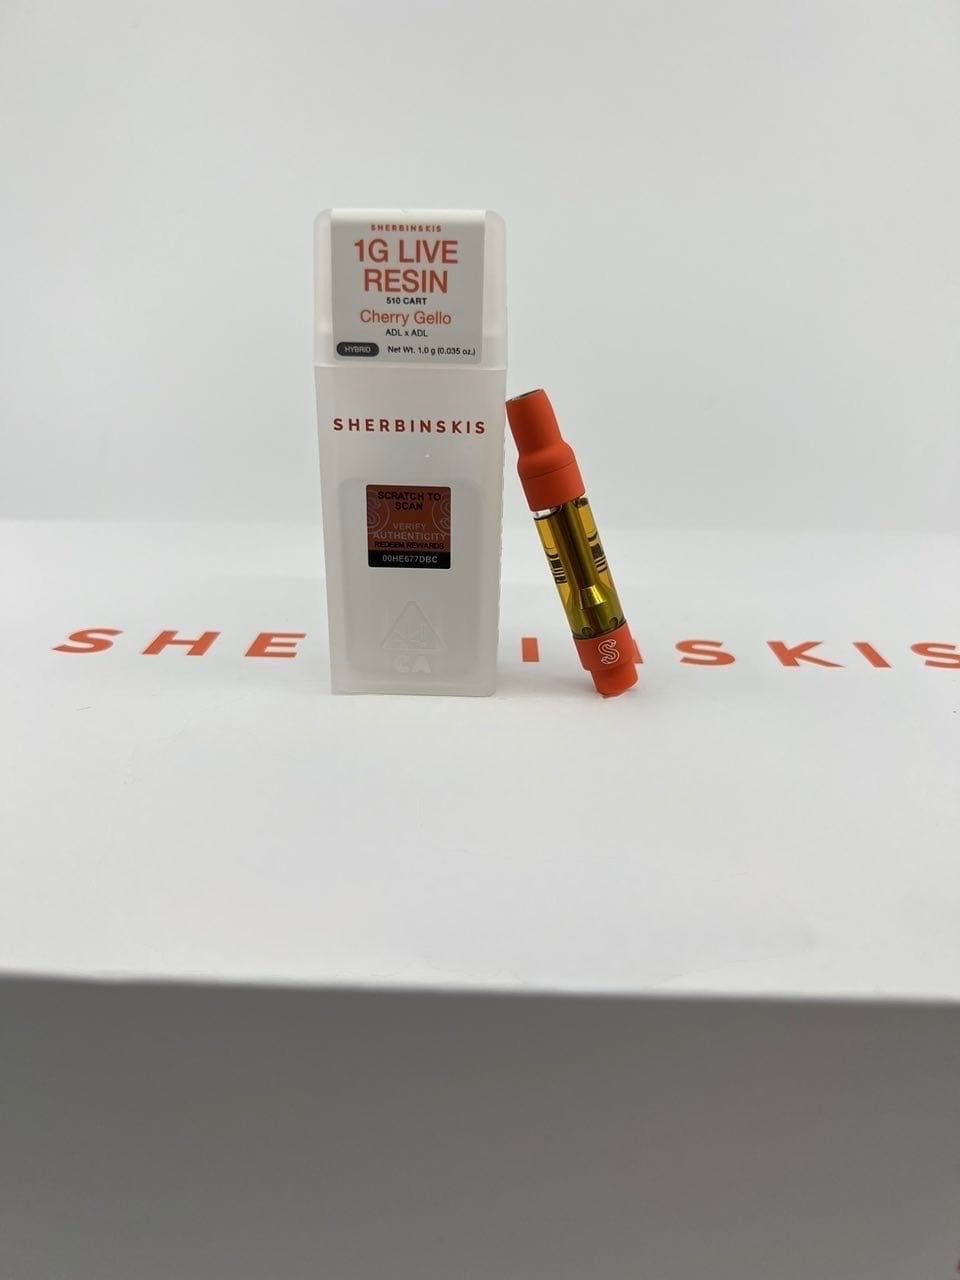 SHERBINSKIS
1G LIVE
RESIN
510 CART
Cherry Gello
ADL x ADL
HYBRID Net Wt. 1.0 g (0.035 oz.)
SHERBINSKIS
SCRATCH TO
SCAN
VERIFY
AUTHENTICITY
REDEEM REWARDS
00HE677DBC
CA
S
SHE INSKIS